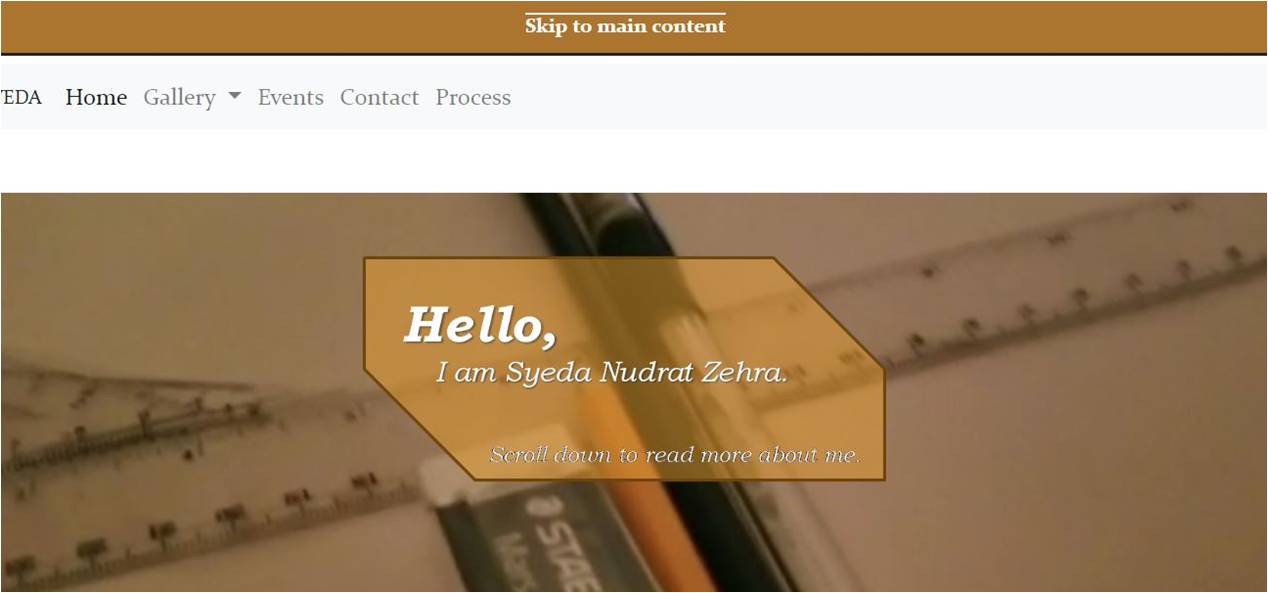 Skip to main content
EDA Home Gallery Events Contact Process
Hello,
I am Syeda Nudrat Zehra.
Scroll down to read more about me.
STAE
Mars